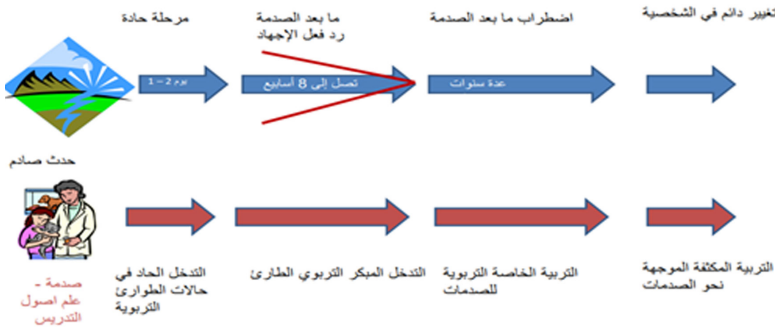 مرحلة حادة
ما بعد الصدمة
رد فعل الإجهاد
اضطراب ما بعد الصدمة
تغيير دائم في الشخصية
1 – 2 يوم
تصل إلى 8 أسابيع
عدة سنوات
حدث صادم
التدخل الحاد في
حالات الطوارئ
التربوية
التدخل المبكر التربوي الطارئ
التربية الخاصة التربوية
للصدمات
التربية المكثفة الموجهة
نحو الصدمات
صدمة -
علم اصول
التدريس